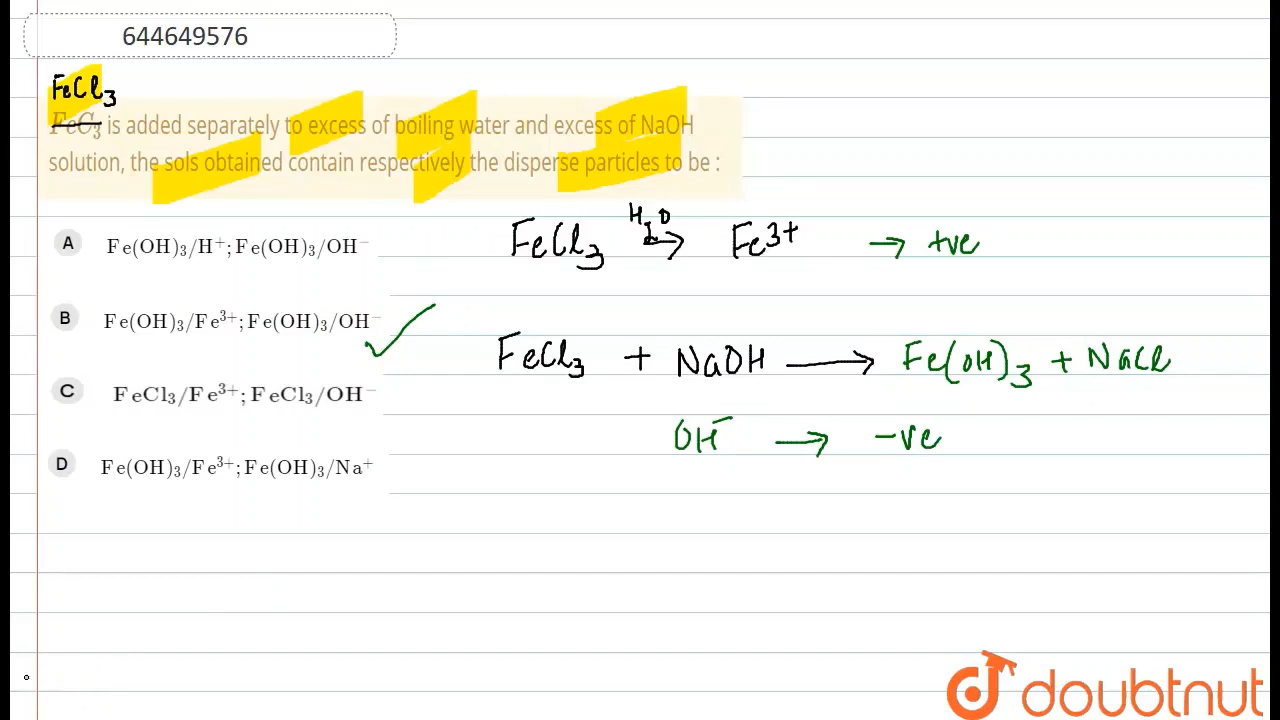 644649576
FeCl₃
FeC₃ is added separately to excess of boiling water and excess of NaOH
solution, the sols obtained contain respectively the disperse particles to be :
A Fe(OH)₃/H⁺;Fe(OH)₃/OH⁻
B Fe(OH)₃/Fe³⁺;Fe(OH)₃/OH⁻
C FeCl₃/Fe³⁺;FeCl₃/OH⁻
D Fe(OH)₃/Fe³⁺;Fe(OH)₃/Na⁺
H₂O
FeCl₃ → Fe³⁺ → +ve
FeCl₃ + NaOH → Fe(OH)₃ + NaCl
OH⁻ → −ve
doubtnut